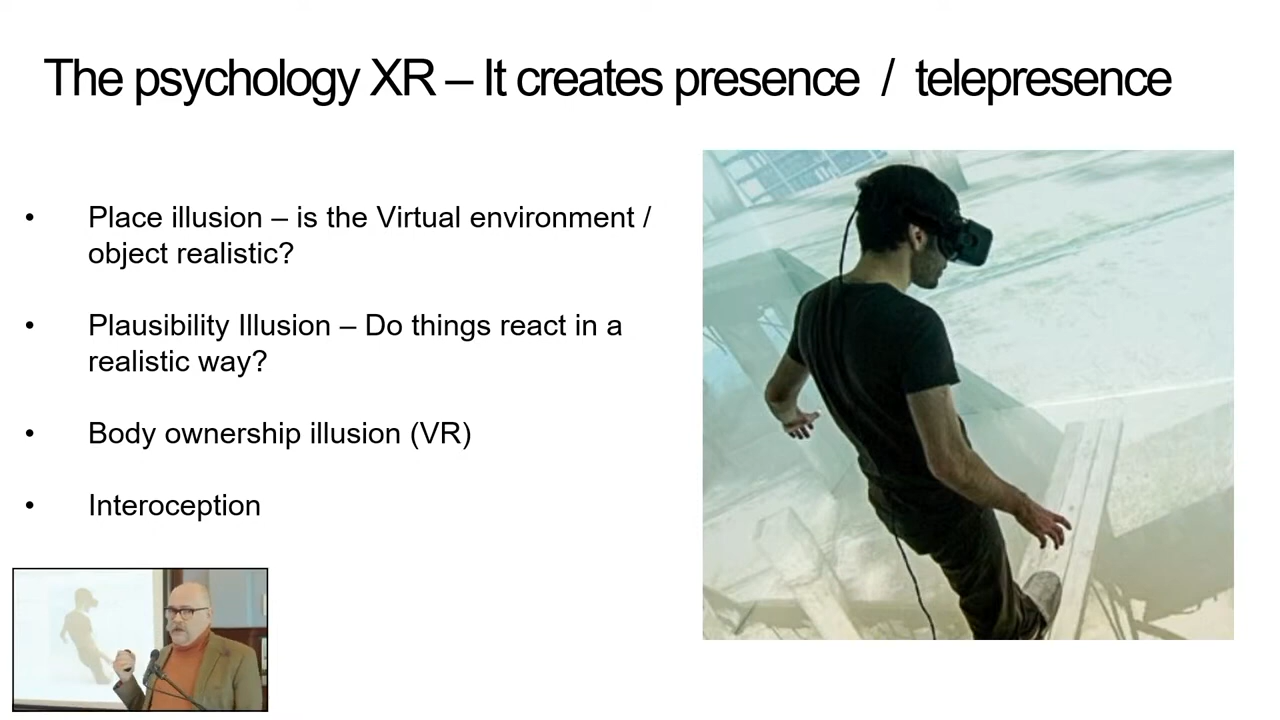 The psychology XR – It creates presence / telepresence
• Place illusion – is the Virtual environment /
object realistic?
• Plausibility Illusion – Do things react in a
realistic way?
• Body ownership illusion (VR)
• Interoception